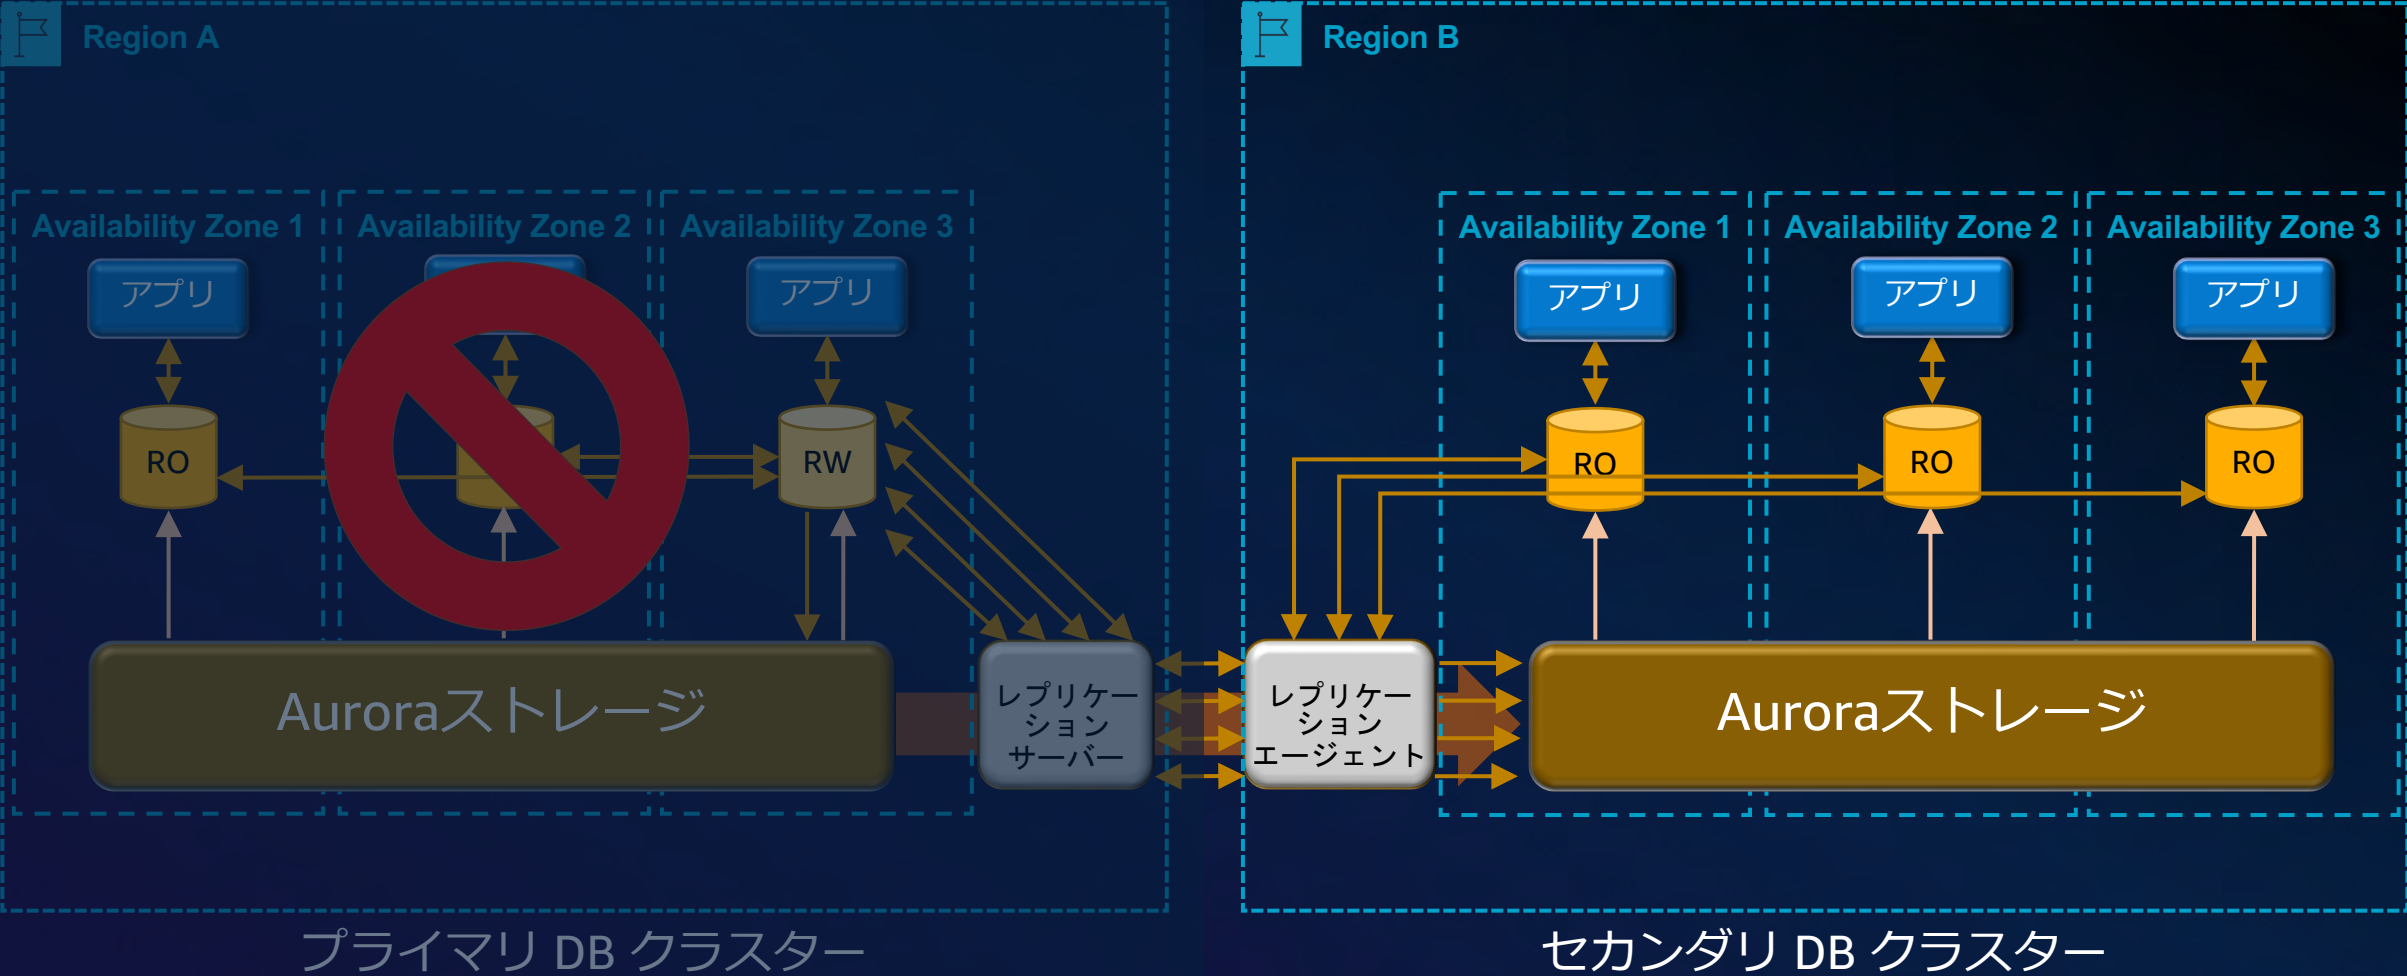 Region A
Region B
Availability Zone 1
Availability Zone 2
Availability Zone 3
アプリ
アプリ
RO
RW
Auroraストレージ
レプリケー
ション
サーバー
レプリケー
ション
エージェント
Availability Zone 1
Availability Zone 2
Availability Zone 3
アプリ
アプリ
アプリ
RO
RO
RO
Auroraストレージ
プライマリ DB クラスター
セカンダリ DB クラスター